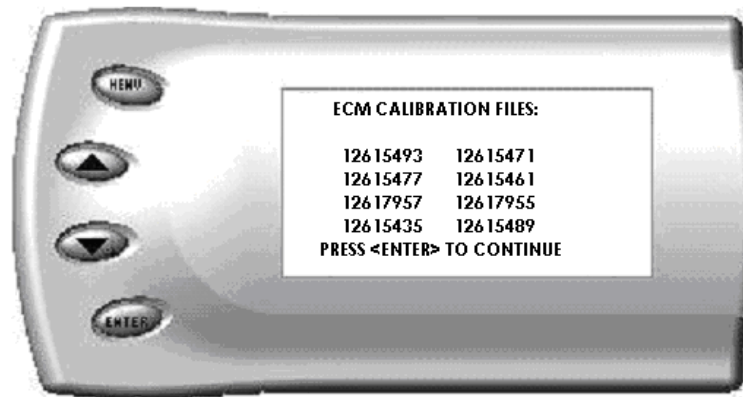 MENU
ECM CALIBRATION FILES:
12615493 12615471
12615477 12615461
12617957 12617955
12615435 12615489
PRESS <ENTER> TO CONTINUE
ENTER